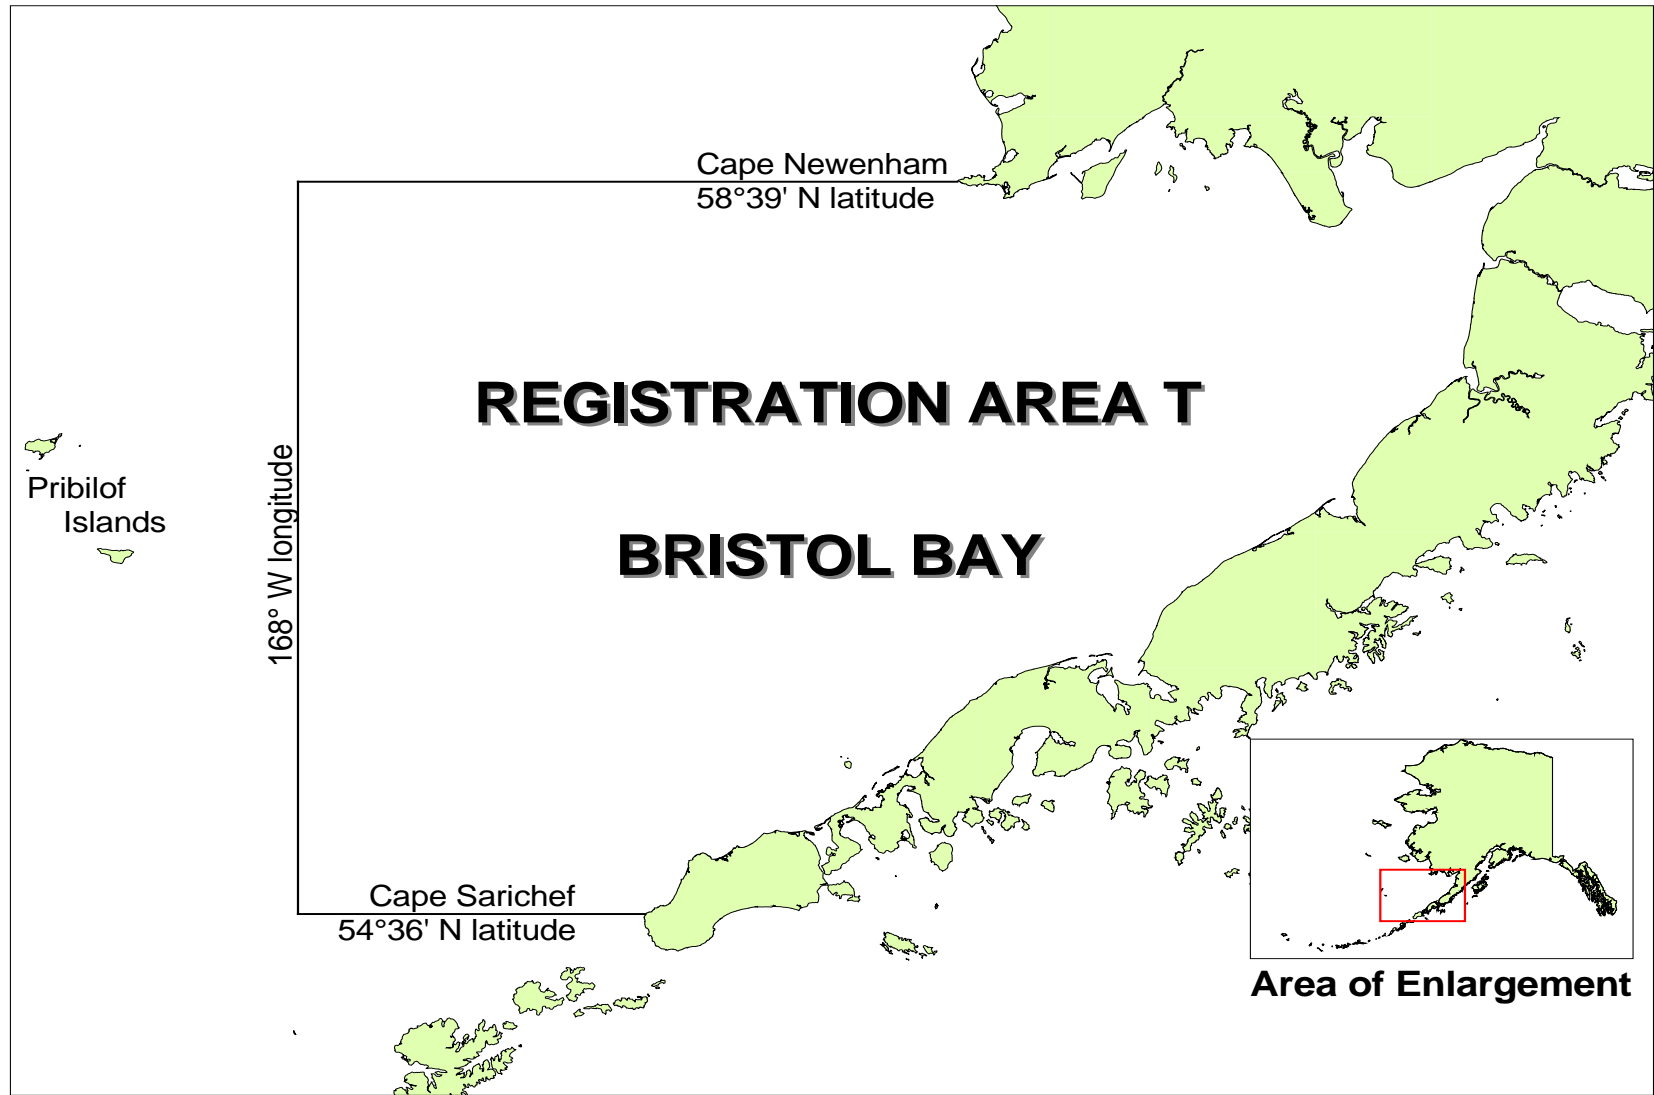 Cape Newenham
58°39' N latitude
REGISTRATION AREA T
Pribilof
Islands
168° W longitude
BRISTOL BAY
Cape Sarichef
54°36' N latitude
Area of Enlargement